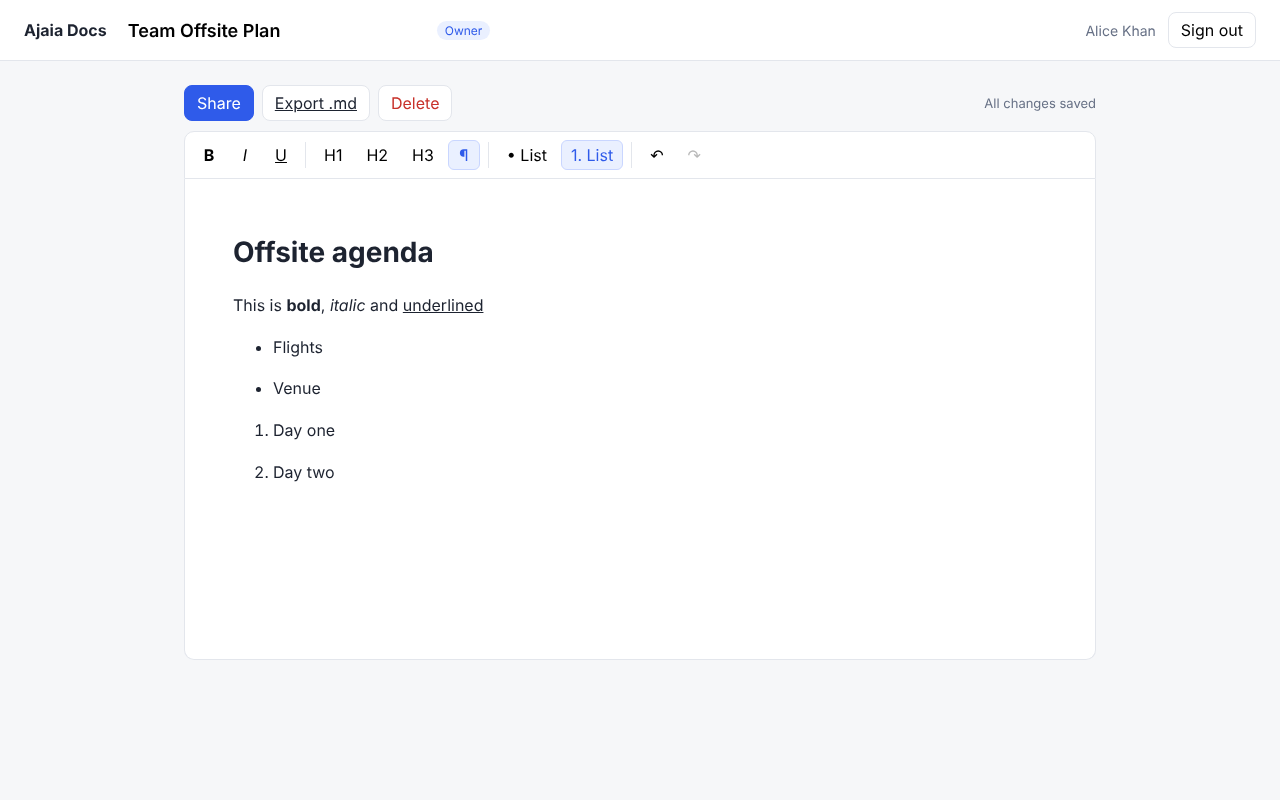 Ajaia Docs Team Offsite Plan Owner Alice Khan Sign out
Share Export .md Delete All changes saved
B I U H1 H2 H3 ¶ • List 1. List ↶ ↷
Offsite agenda
This is bold, italic and underlined
• Flights
• Venue
1. Day one
2. Day two